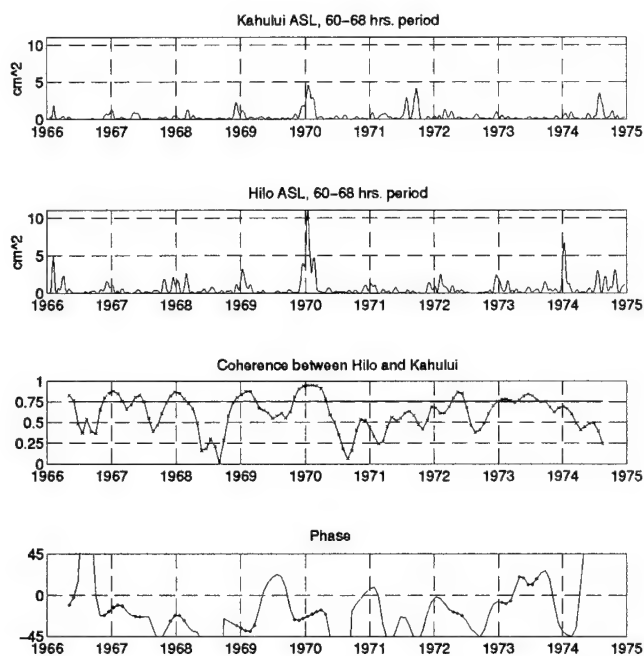 Kahului ASL, 60−68 hrs. period
10
5
0
cm^2
1966 1967 1968 1969 1970 1971 1972 1973 1974 1975
Hilo ASL, 60−68 hrs. period
10
5
0
cm^2
1966 1967 1968 1969 1970 1971 1972 1973 1974 1975
Coherence between Hilo and Kahului
1
0.75
0.5
0.25
0
1966 1967 1968 1969 1970 1971 1972 1973 1974 1975
Phase
45
0
−45
1966 1967 1968 1969 1970 1971 1972 1973 1974 1975